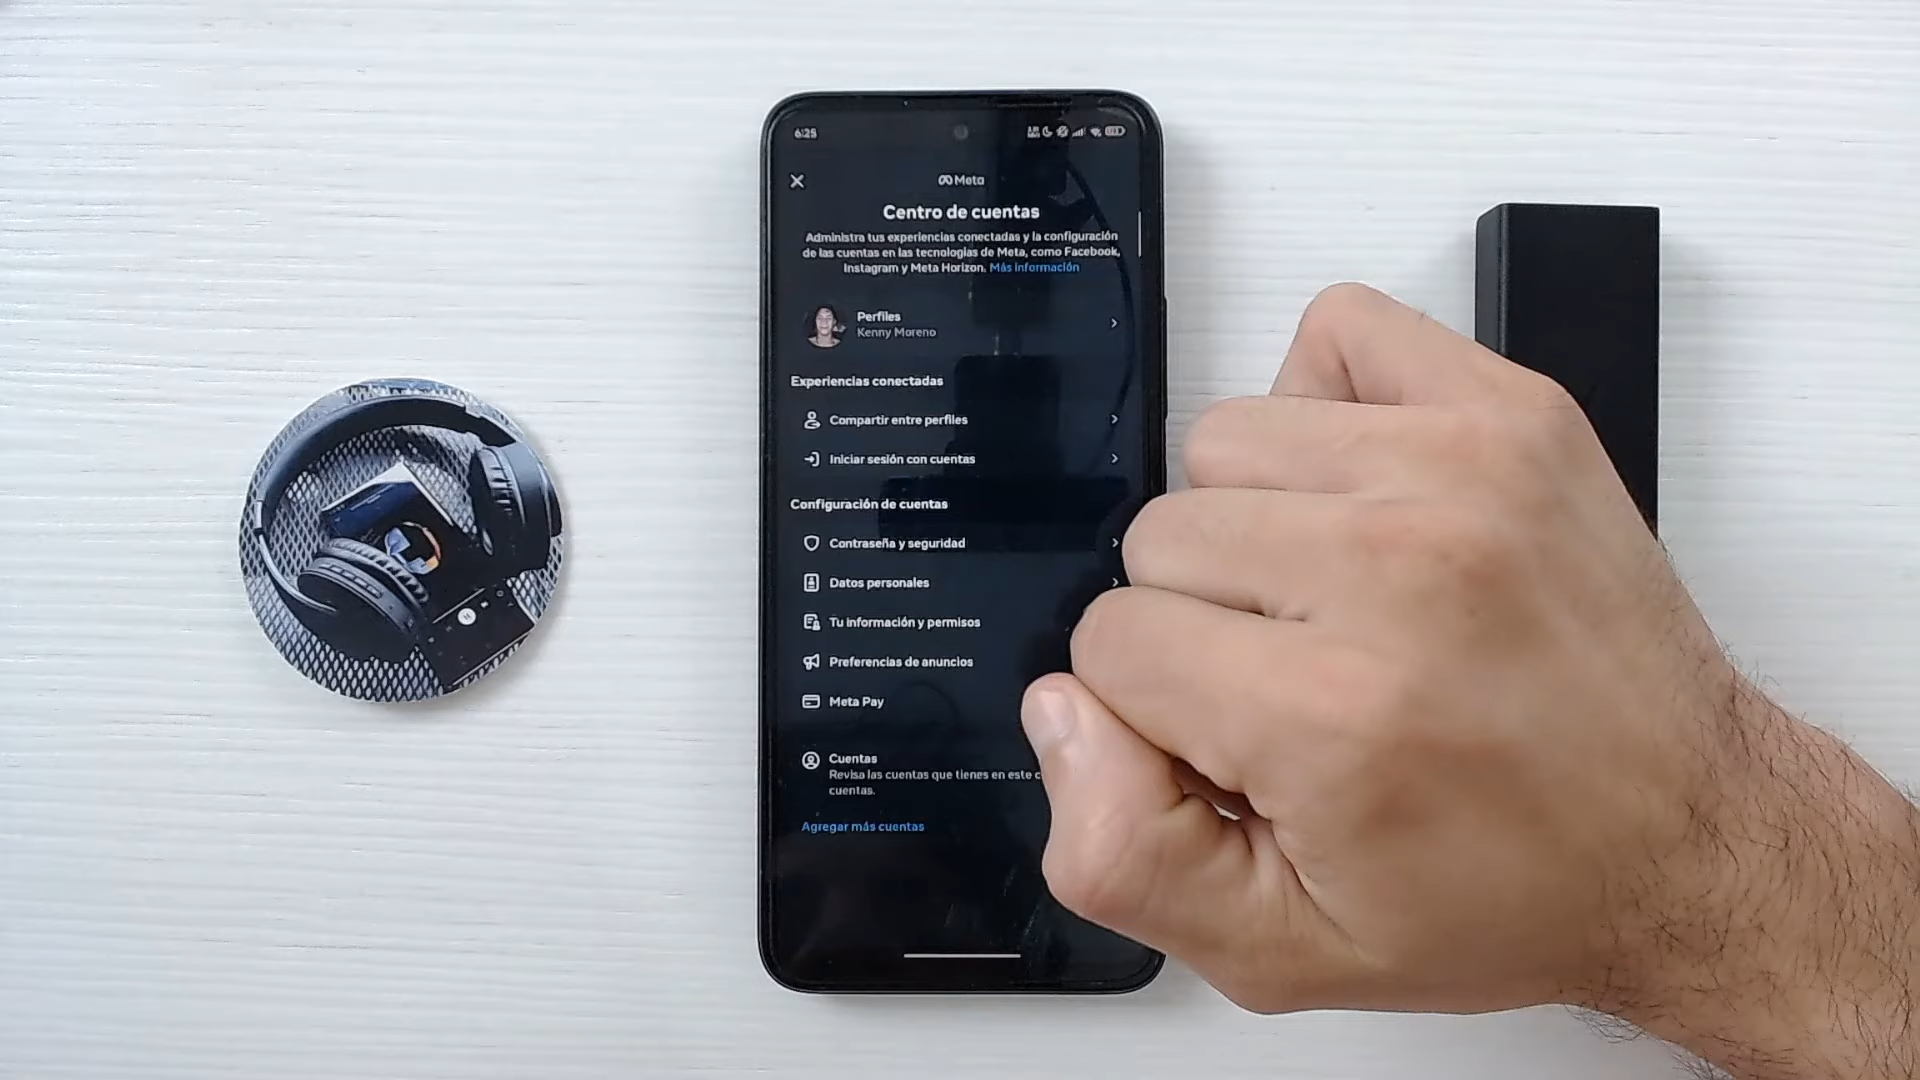 6:25
Meta
Centro de cuentas
Administra tus experiencias conectadas y la configuración
de las cuentas en las tecnologías de Meta, como Facebook,
Instagram y Meta Horizon. Más información
Perfiles
Kenny Moreno
Experiencias conectadas
Compartir entre perfiles
Iniciar sesión con cuentas
Configuración de cuentas
Contraseña y seguridad
Datos personales
Tu información y permisos
Preferencias de anuncios
Meta Pay
Cuentas
Revisa las cuentas que tienes en este
cuentas.
Agregar más cuentas